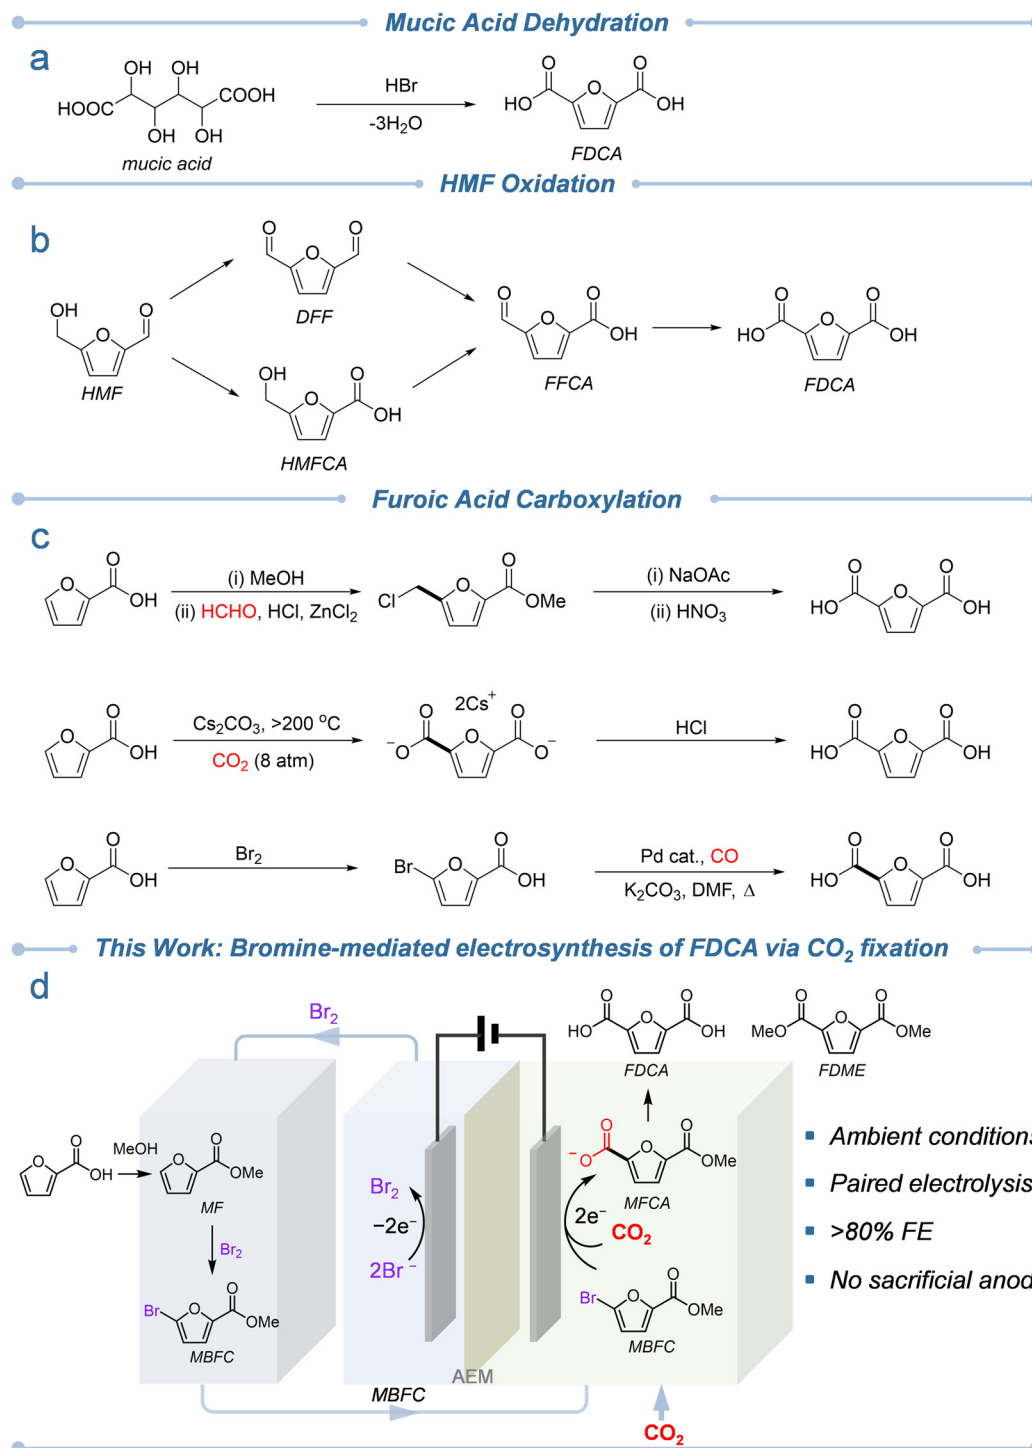 Mucic Acid Dehydration
a
OH OH
HOOC COOH
OH OH
mucic acid
HBr
-3H₂O
O O
HO O OH
FDCA
HMF Oxidation
b
O O
O
DFF
OH O
O
HMF
OH O
O OH
HMFCA
O O
O OH
FFCA
O O
HO O OH
FDCA
Furoic Acid Carboxylation
c
O
O OH
(i) MeOH
(ii) HCHO, HCl, ZnCl₂
O
Cl O OMe
(i) NaOAc
(ii) HNO₃
O O
HO O OH
O
O OH
Cs₂CO₃, >200 °C
CO₂ (8 atm)
2Cs⁺
O O
⁻O O O⁻
HCl
O O
HO O OH
O
O OH
Br₂
O
Br O OH
Pd cat., CO
K₂CO₃, DMF, Δ
O O
HO O OH
This Work: Bromine-mediated electrosynthesis of FDCA via CO₂ fixation
d
Br₂
O
O OH
MeOH
O
O OMe
MF
Br₂
O
Br O OMe
MBFC
Br₂
−2e⁻
2Br⁻
AEM
MBFC
O O
HO O OH
FDCA
O O
MeO O OMe
FDME
O O
⁻O O OMe
MFCA
2e⁻
CO₂
O
Br O OMe
MBFC
CO₂
Ambient conditions
Paired electrolysis
>80% FE
No sacrificial anod